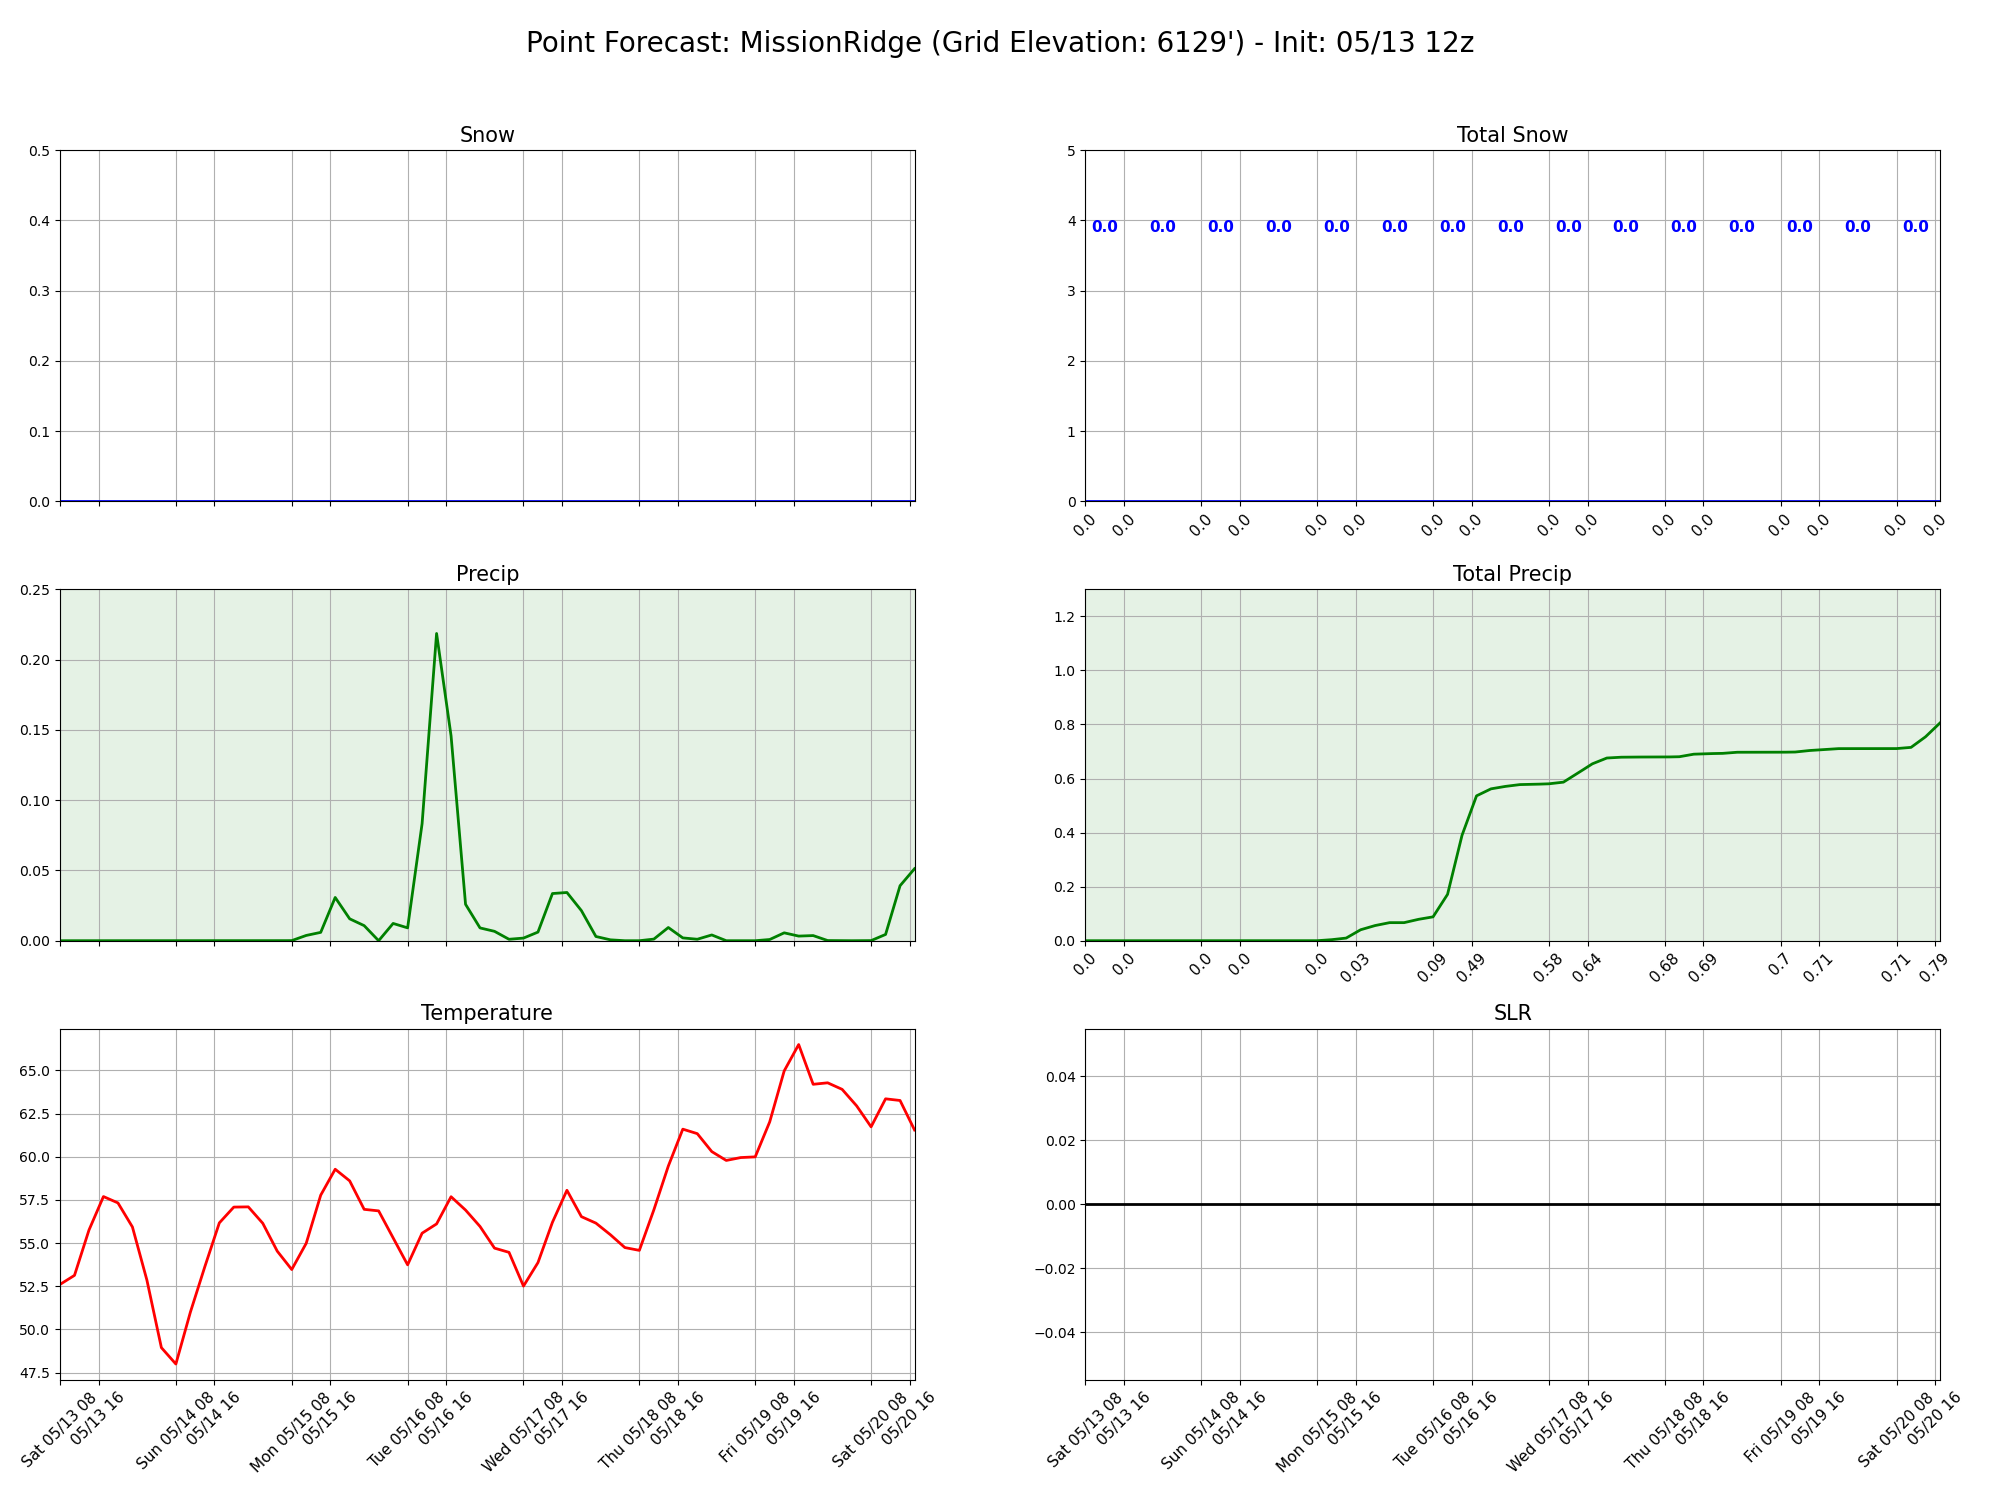 Point Forecast: MissionRidge (Grid Elevation: 6129') - Init: 05/13 12z
Snow
0.5
0.4
0.3
0.2
0.1
0.0
Total Snow
5
4
3
2
1
0
0.0 0.0 0.0 0.0 0.0 0.0 0.0 0.0 0.0 0.0 0.0 0.0 0.0 0.0 0.0
0.0 0.0 0.0 0.0 0.0 0.0 0.0 0.0 0.0 0.0 0.0 0.0 0.0 0.0 0.0 0.0
Precip
0.25
0.20
0.15
0.10
0.05
0.00
Total Precip
1.2
1.0
0.8
0.6
0.4
0.2
0.0
0.0 0.0 0.0 0.0 0.0 0.03 0.09 0.49 0.58 0.64 0.68 0.69 0.7 0.71 0.71 0.79
Temperature
65.0
62.5
60.0
57.5
55.0
52.5
50.0
47.5
Sat 05/13 08
05/13 16
Sun 05/14 08
05/14 16
Mon 05/15 08
05/15 16
Tue 05/16 08
05/16 16
Wed 05/17 08
05/17 16
Thu 05/18 08
05/18 16
Fri 05/19 08
05/19 16
Sat 05/20 08
05/20 16
SLR
0.04
0.02
0.00
−0.02
−0.04
Sat 05/13 08
05/13 16
Sun 05/14 08
05/14 16
Mon 05/15 08
05/15 16
Tue 05/16 08
05/16 16
Wed 05/17 08
05/17 16
Thu 05/18 08
05/18 16
Fri 05/19 08
05/19 16
Sat 05/20 08
05/20 16